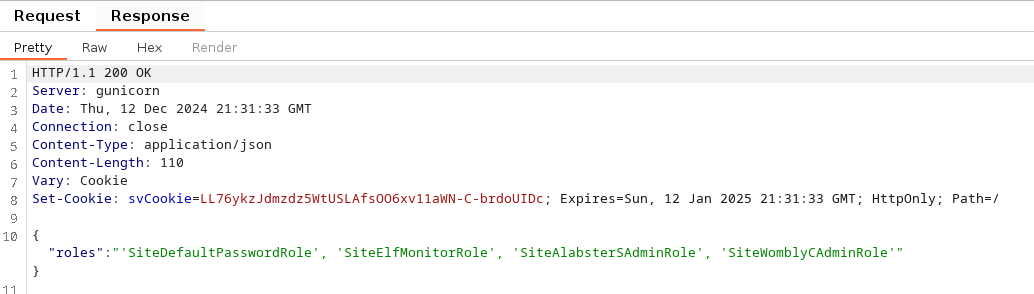 Request Response
Pretty Raw Hex Render
1 HTTP/1.1 200 OK
2 Server: gunicorn
3 Date: Thu, 12 Dec 2024 21:31:33 GMT
4 Connection: close
5 Content-Type: application/json
6 Content-Length: 110
7 Vary: Cookie
8 Set-Cookie: svCookie=LL76ykzJdmzdz5WtUSLAfsOO6xv11aWN-C-brdoUIDc; Expires=Sun, 12 Jan 2025 21:31:33 GMT; HttpOnly; Path=/
9
10 {
"roles":"'SiteDefaultPasswordRole', 'SiteElfMonitorRole', 'SiteAlabsterSAdminRole', 'SiteWomblyCAdminRole'"
}
11